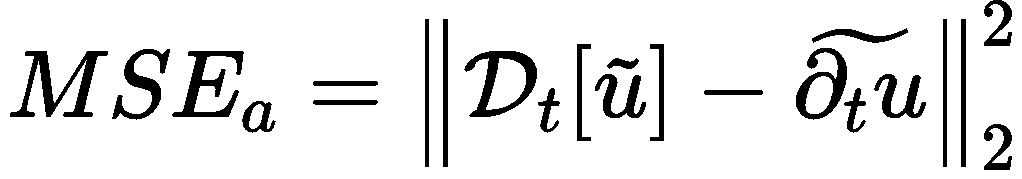 $MSE_a = \left\| \mathcal{D}_t[\tilde{u}] - \widetilde{\partial_t u} \right\|_2^2$